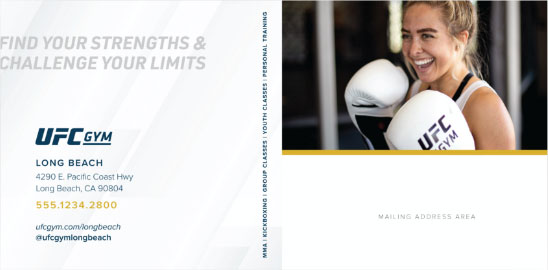 FIND YOUR STRENGTHS &
CHALLENGE YOUR LIMITS
UFC GYM
LONG BEACH
4290 E. Pacific Coast Hwy
Long Beach, CA 90804
555.1234.2800
ufcgym.com/longbeach
@ufcgymlongbeach
MMA | KICKBOXING | GROUP CLASSES | YOUTH CLASSES | PERSONAL TRAINING
UFC
GYM
MAILING ADDRESS AREA